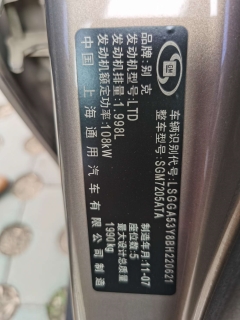 品牌:别克
发动机型号:LTD
发动机排量:1.998L
发动机额定功率:108kW
中国 上海通用汽车有限公司制造
车辆识别代号:LSGGA53Y8BH220621
整车型号:SGM7205ATA
制造年月:11-07
座位数:5
最大设计总质量:
1990kg